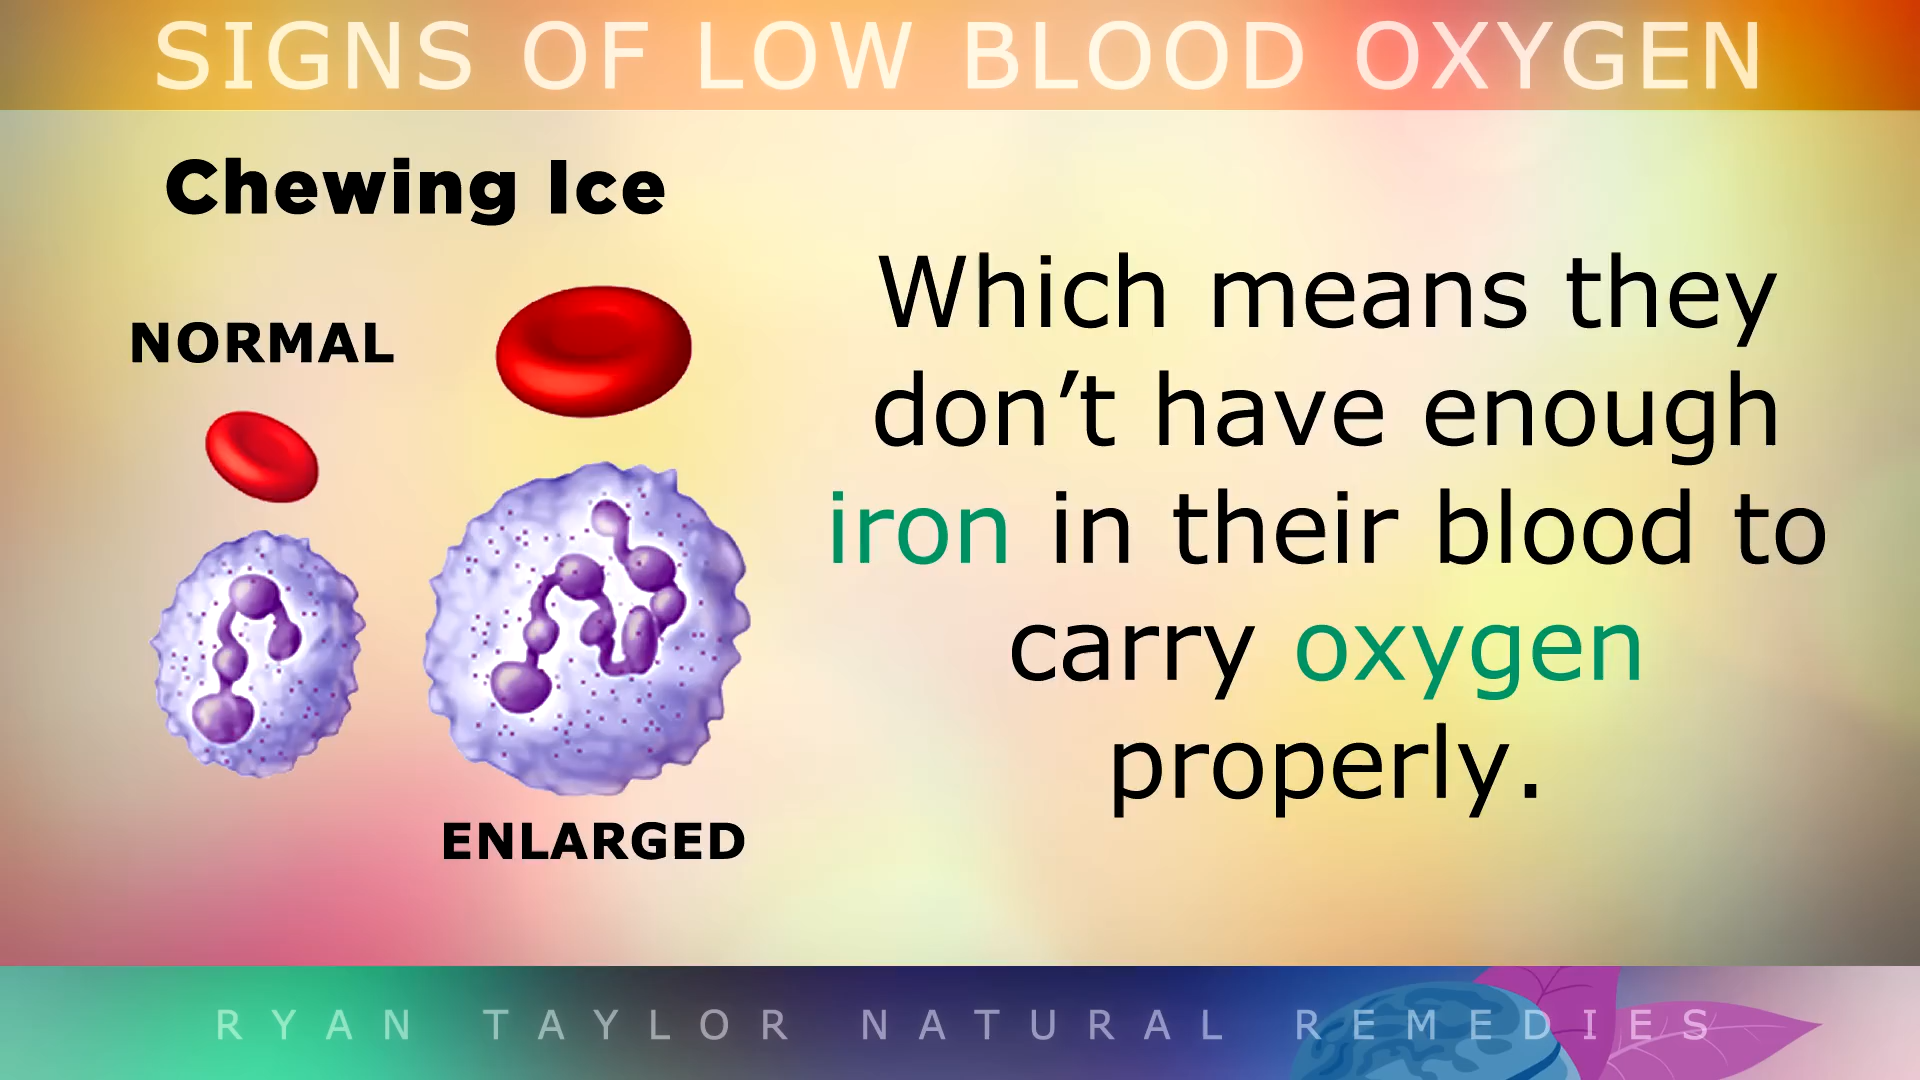 SIGNS OF LOW BLOOD OXYGEN
Chewing Ice
NORMAL
ENLARGED
Which means they
don’t have enough
iron in their blood to
carry oxygen
properly.
RYAN TAYLOR NATURAL REMEDIES